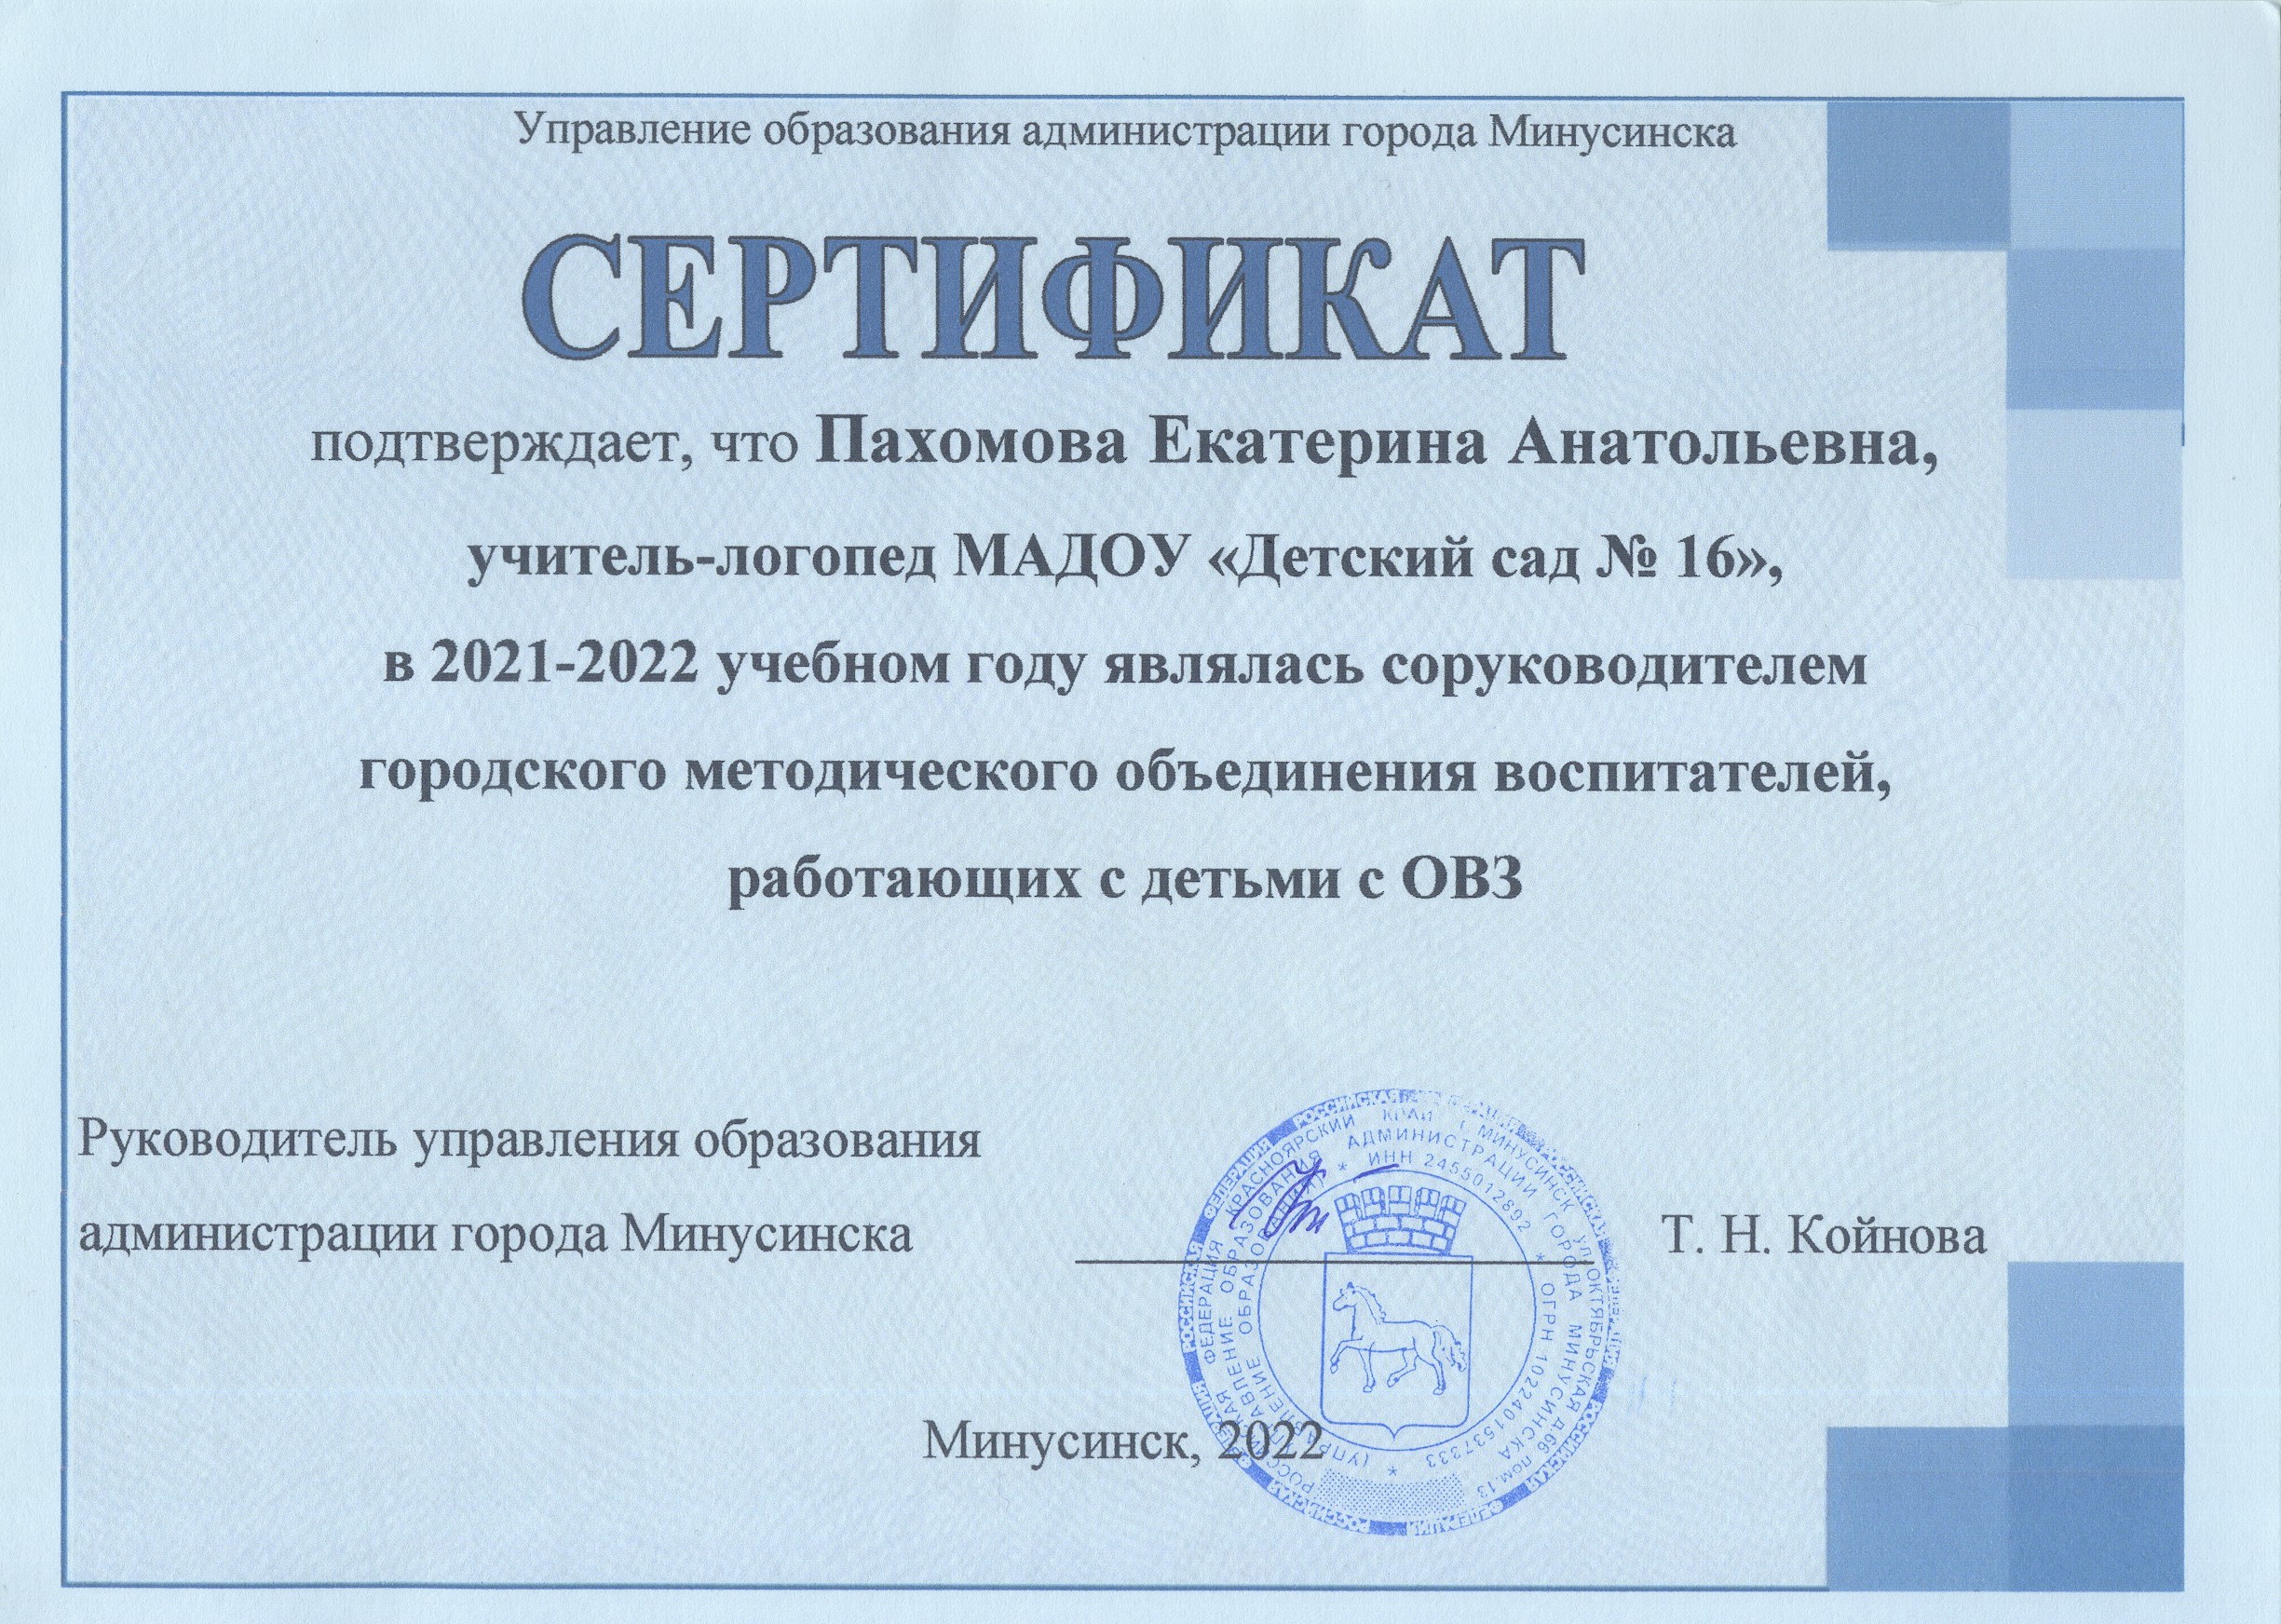 Управление образования администрации города Минусинска
СЕРТИФИКАТ
подтверждает, что Пахомова Екатерина Анатольевна,
учитель-логопед МАДОУ «Детский сад № 16»,
в 2021-2022 учебном году являлась соруководителем
городского методического объединения воспитателей,
работающих с детьми с ОВЗ
Руководитель управления образования
администрации города Минусинска
Т. Н. Койнова
РОССИЙСКАЯ ФЕДЕРАЦИЯ КРАСНОЯРСКИЙ КРАЙ Г. МИНУСИНСК УЛ. ОКТЯБРЬСКАЯ Д.66 ПОМ.13
УПРАВЛЕНИЕ ОБРАЗОВАНИЯ АДМИНИСТРАЦИИ ГОРОДА МИНУСИНСКА
(УПРАВЛЕНИЕ ОБРАЗОВАНИЯ) * ИНН 2455012892 * ОГРН 1022401537333 *
Минусинск, 2022